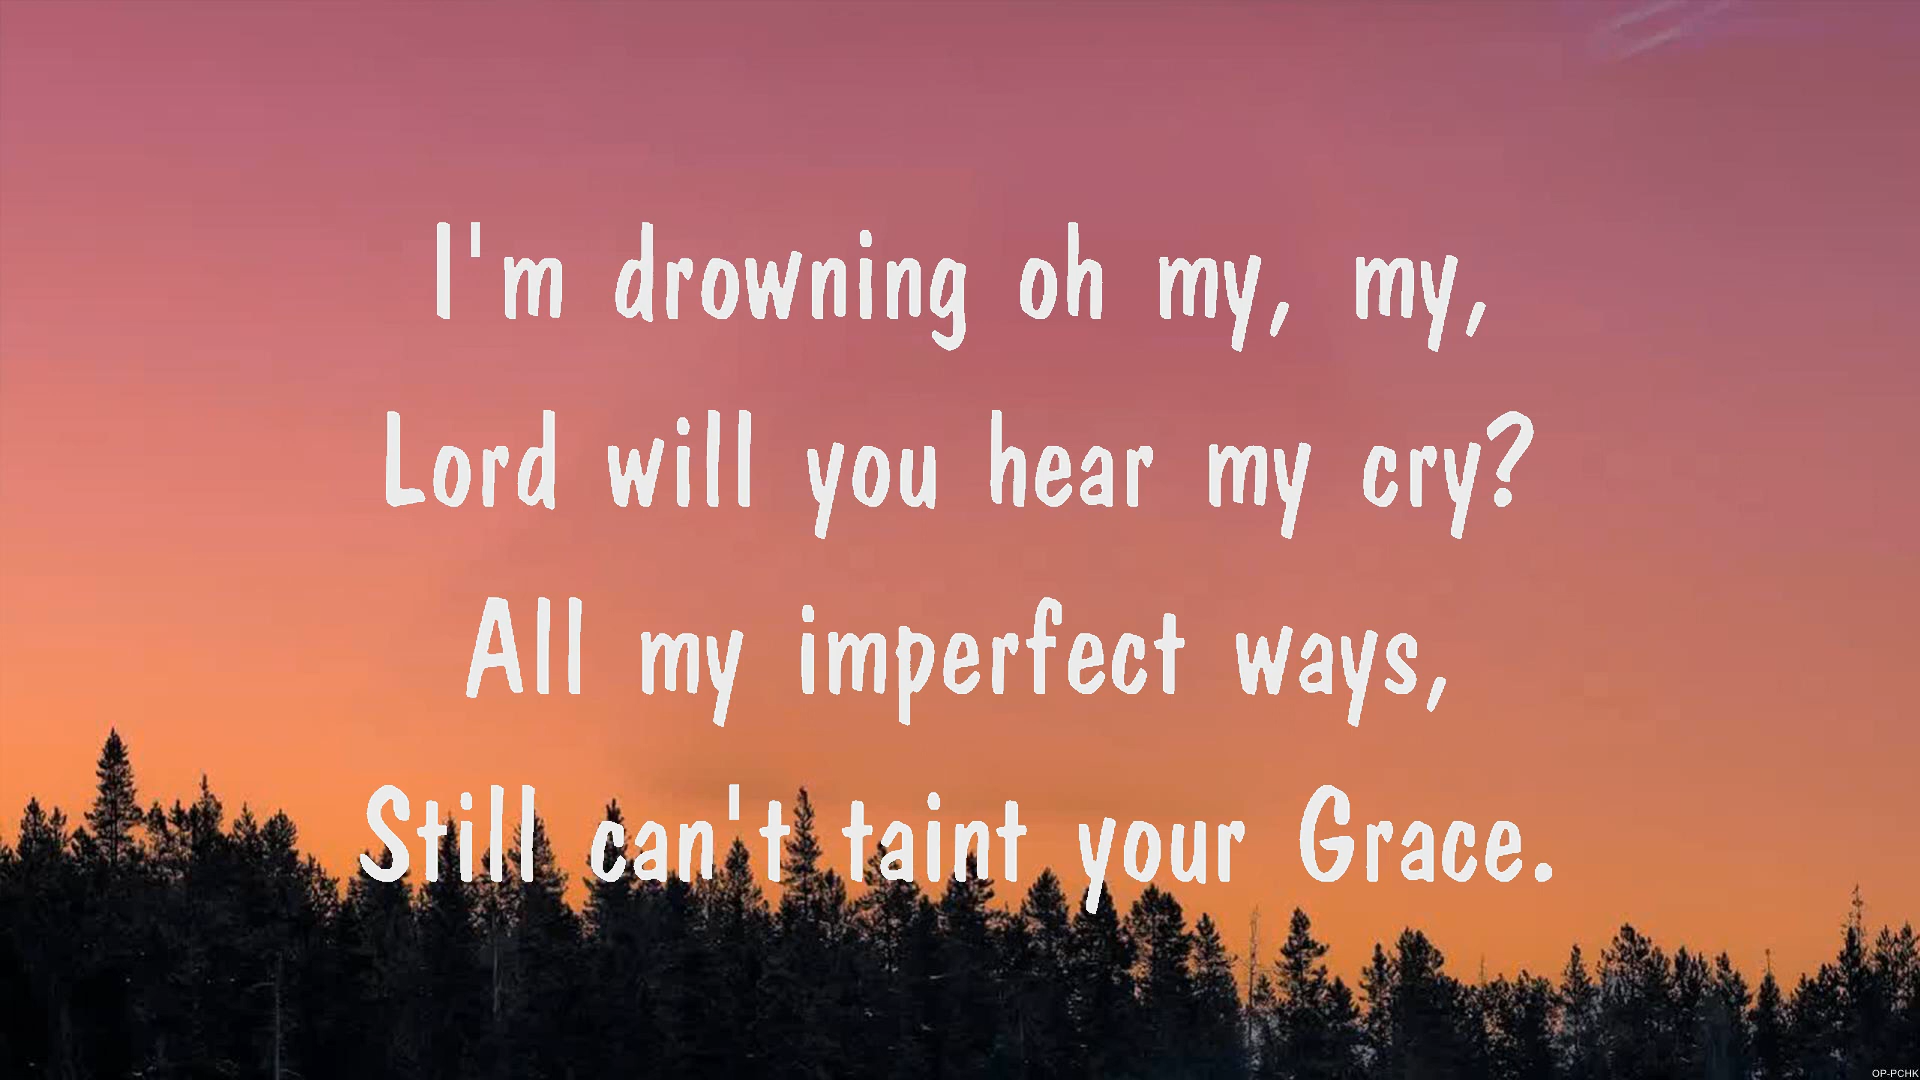 I'm drowning oh my, my,
Lord will you hear my cry?
All my imperfect ways,
Still can't taint your Grace.
OP-PCHK